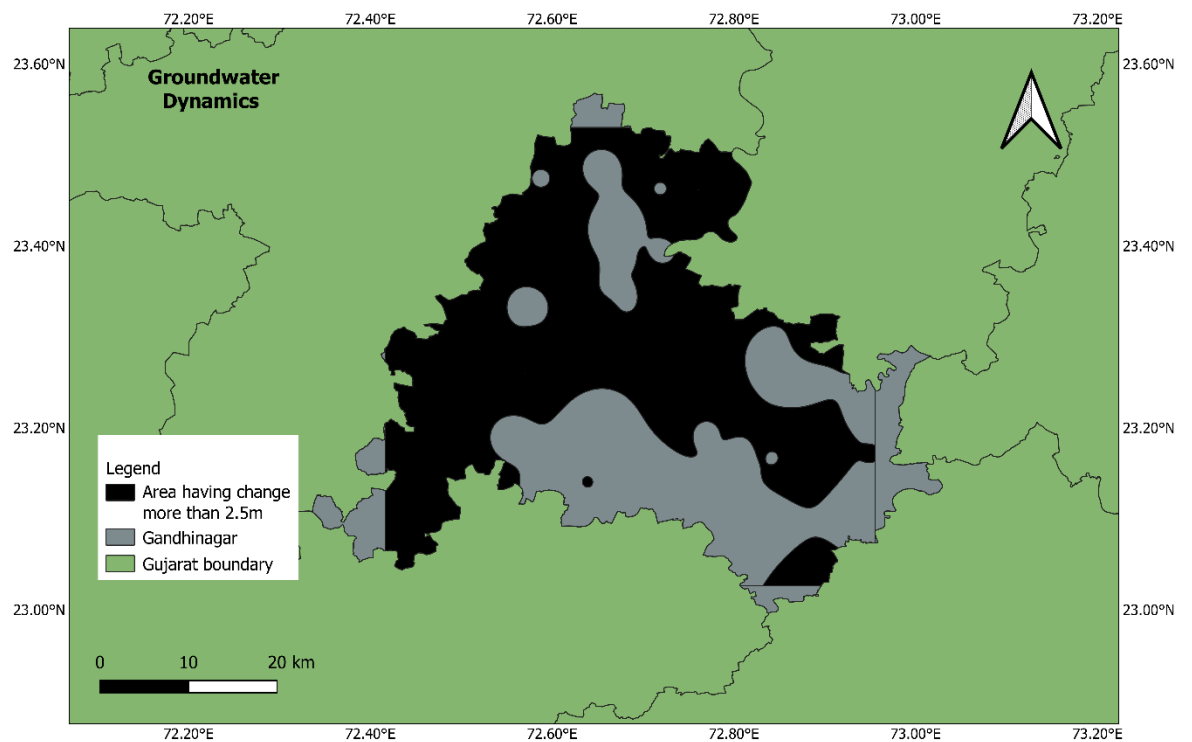 72.20°E 72.40°E 72.60°E 72.80°E 73.00°E 73.20°E
23.60°N 23.60°N
Groundwater
Dynamics
23.40°N 23.40°N
23.20°N 23.20°N
Legend
Area having change
more than 2.5m
Gandhinagar
Gujarat boundary
23.00°N 23.00°N
0 10 20 km
72.20°E 72.40°E 72.60°E 72.80°E 73.00°E 73.20°E